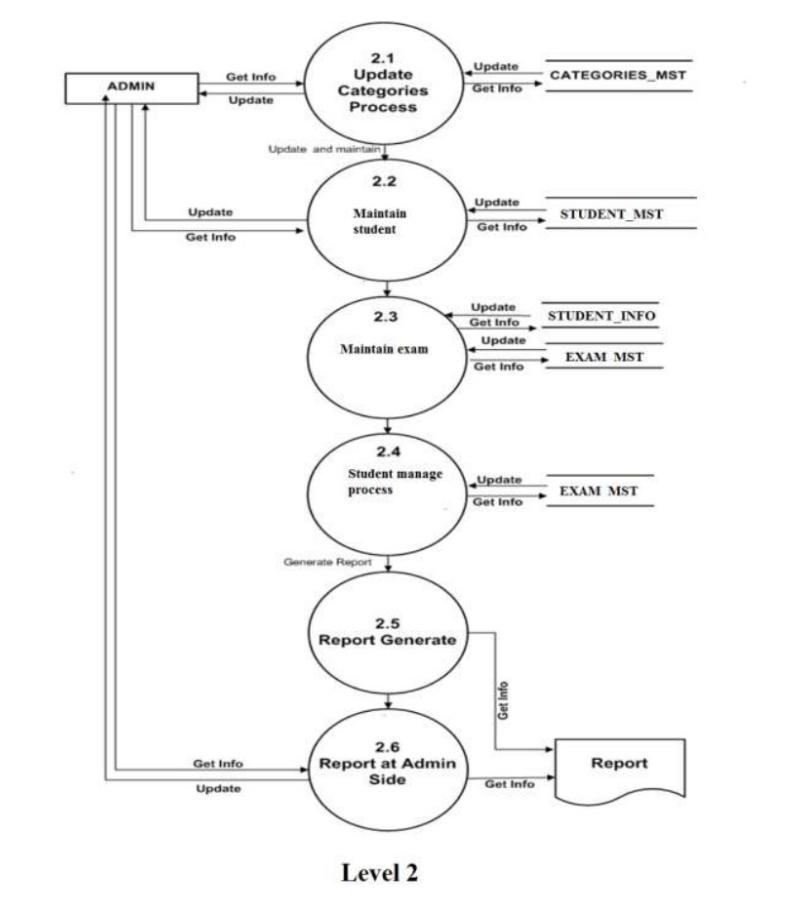 2.1
Update
Categories
Process
ADMIN
Get Info
Update
Update
Get Info
CATEGORIES_MST
Update and maintain
2.2
Maintain
student
Update
Get Info
Update
Get Info
STUDENT_MST
2.3
Maintain exam
Update
Get Info
STUDENT_INFO
Update
Get Info
EXAM MST
2.4
Student manage
process
Update
Get Info
EXAM MST
Generate Report
2.5
Report Generate
Get Info
2.6
Report at Admin
Side
Get Info
Update
Get Info
Report
Level 2